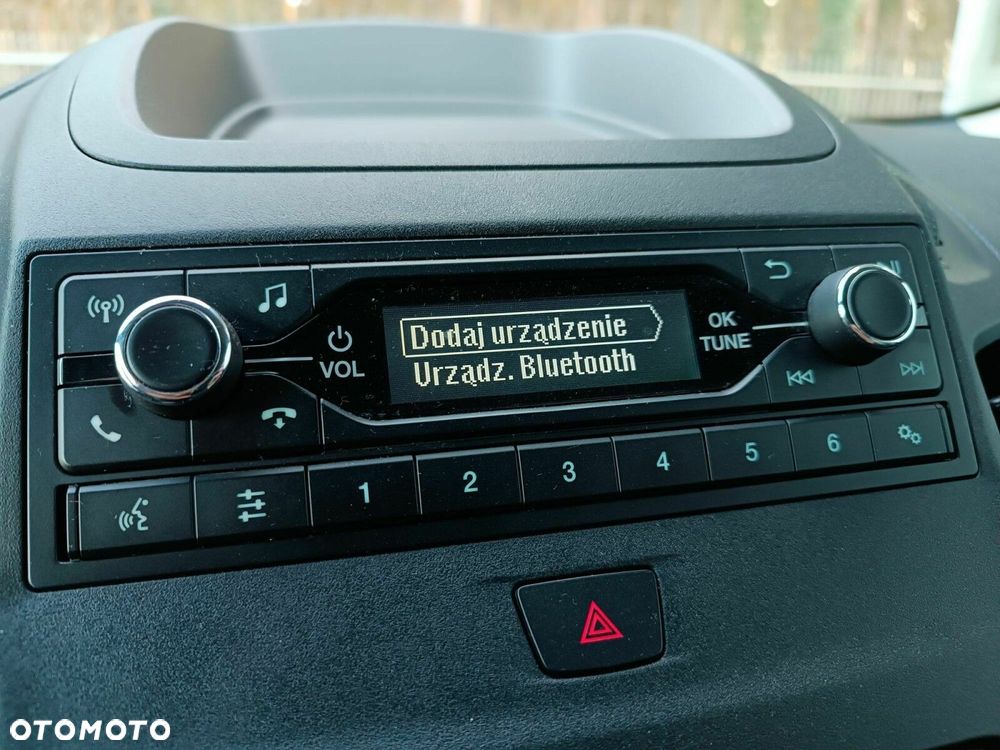 Dodaj urządzenie
Urządz. Bluetooth
VOL
OK
TUNE
1
2
3
4
5
6
OTOMOTO